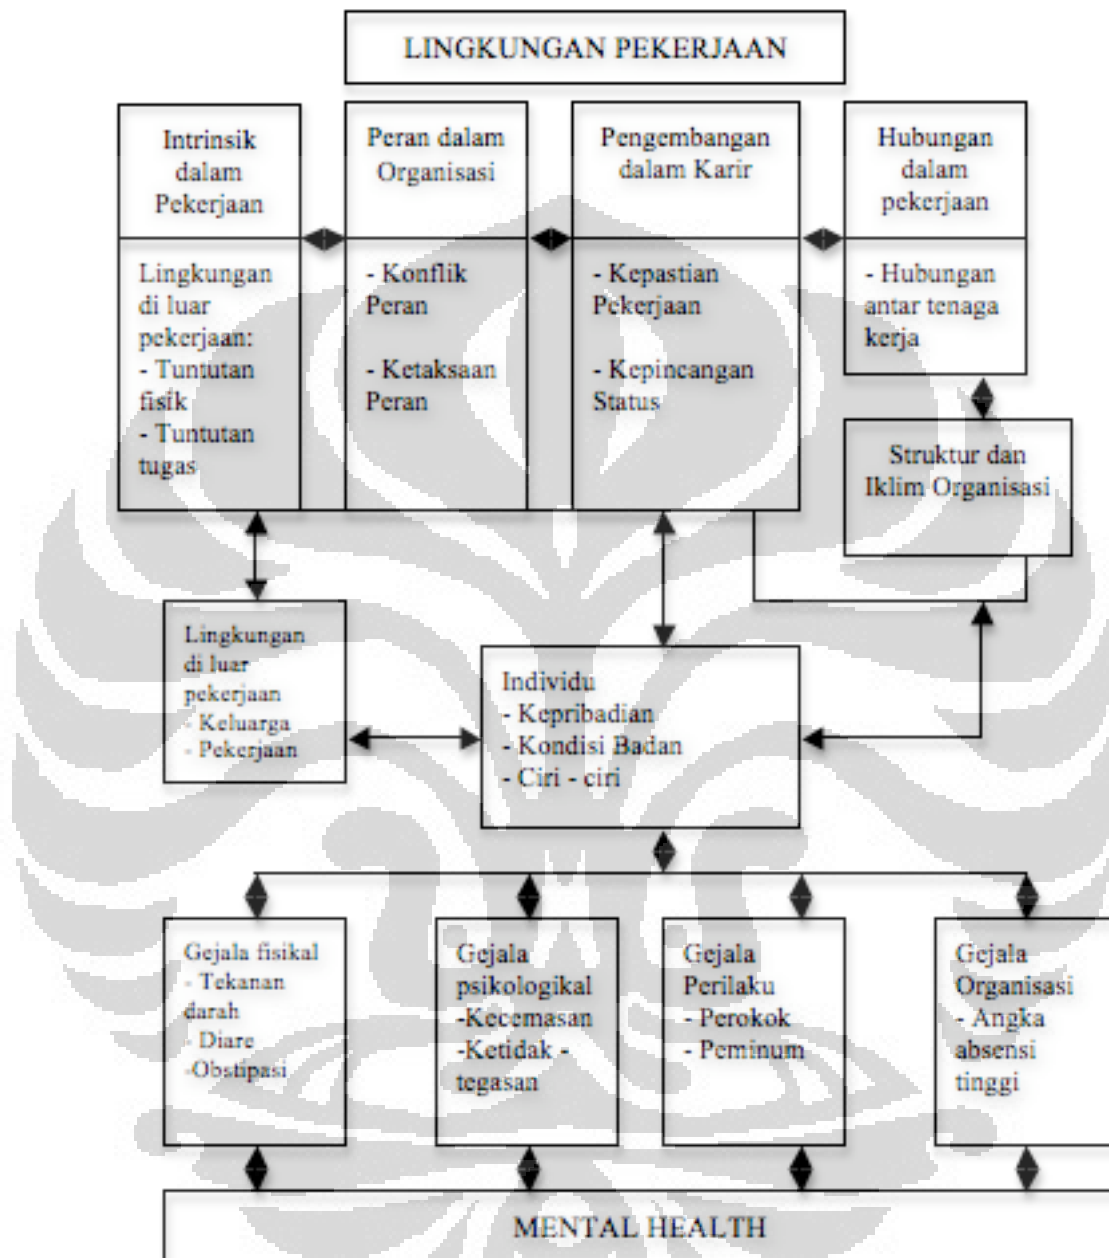 LINGKUNGAN PEKERJAAN
Intrinsik
dalam
Pekerjaan
Lingkungan
di luar
pekerjaan:
- Tuntutan
fisik
- Tuntutan
tugas
Peran dalam
Organisasi
- Konflik
Peran
- Ketaksaan
Peran
Pengembangan
dalam Karir
- Kepastian
Pekerjaan
- Kepincangan
Status
Hubungan
dalam
pekerjaan
- Hubungan
antar tenaga
kerja
Struktur dan
Iklim Organisasi
Lingkungan
di luar
pekerjaan
- Keluarga
- Pekerjaan
Individu
- Kepribadian
- Kondisi Badan
- Ciri - ciri
Gejala fisikal
- Tekanan
darah
- Diare
-Obstipasi
Gejala
psikologikal
-Kecemasan
-Ketidak -
tegasan
Gejala
Perilaku
- Perokok
- Peminum
Gejala
Organisasi
- Angka
absensi
tinggi
MENTAL HEALTH